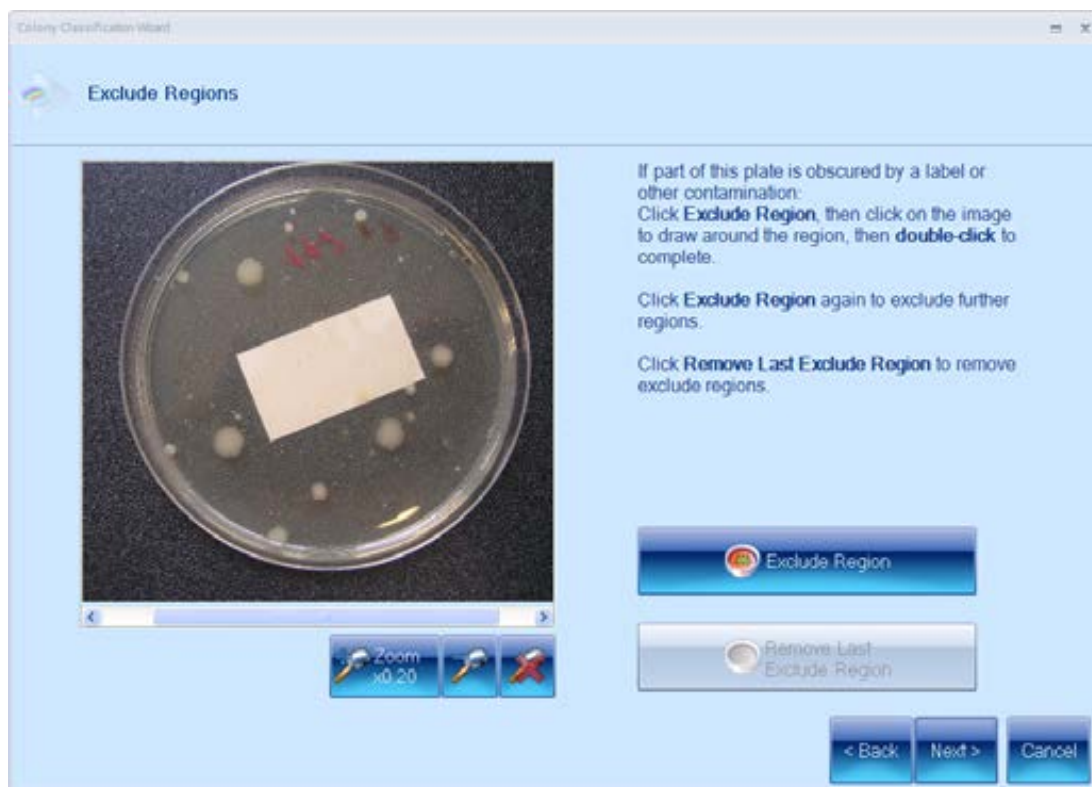 Colony Classification Wizard
Exclude Regions
If part of this plate is obscured by a label or
other contamination:
Click Exclude Region, then click on the image
to draw around the region, then double-click to
complete.
Click Exclude Region again to exclude further
regions.
Click Remove Last Exclude Region to remove
exclude regions.
Exclude Region
Zoom
x0.20
Remove Last
Exclude Region
< Back
Next >
Cancel